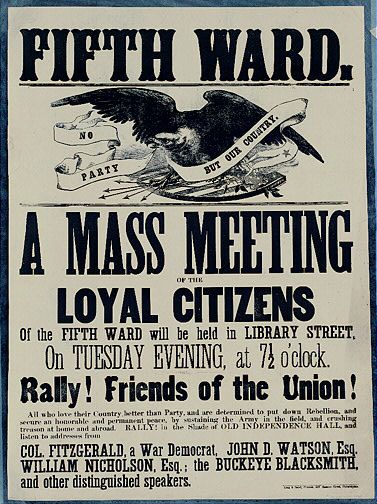 FIFTH WARD.
NO
PARTY
BUT OUR COUNTRY.
A MASS MEETING
OF THE
LOYAL CITIZENS
Of the FIFTH WARD will be held in LIBRARY STREET,
On TUESDAY EVENING, at 7½ o'clock.
Rally! Friends of the Union!
All who love their Country better than Party, and are determined to put down Rebellion, and
secure an honorable and permanent peace, by sustaining the Army in the field, and crushing
treason at home and abroad. RALLY! in the Shade of OLD INDEPENDENCE HALL, and
listen to addresses from
COL. FITZGERALD, a War Democrat, JOHN D. WATSON, Esq.
WILLIAM NICHOLSON, Esq.; the BUCKEYE BLACKSMITH,
and other distinguished speakers.